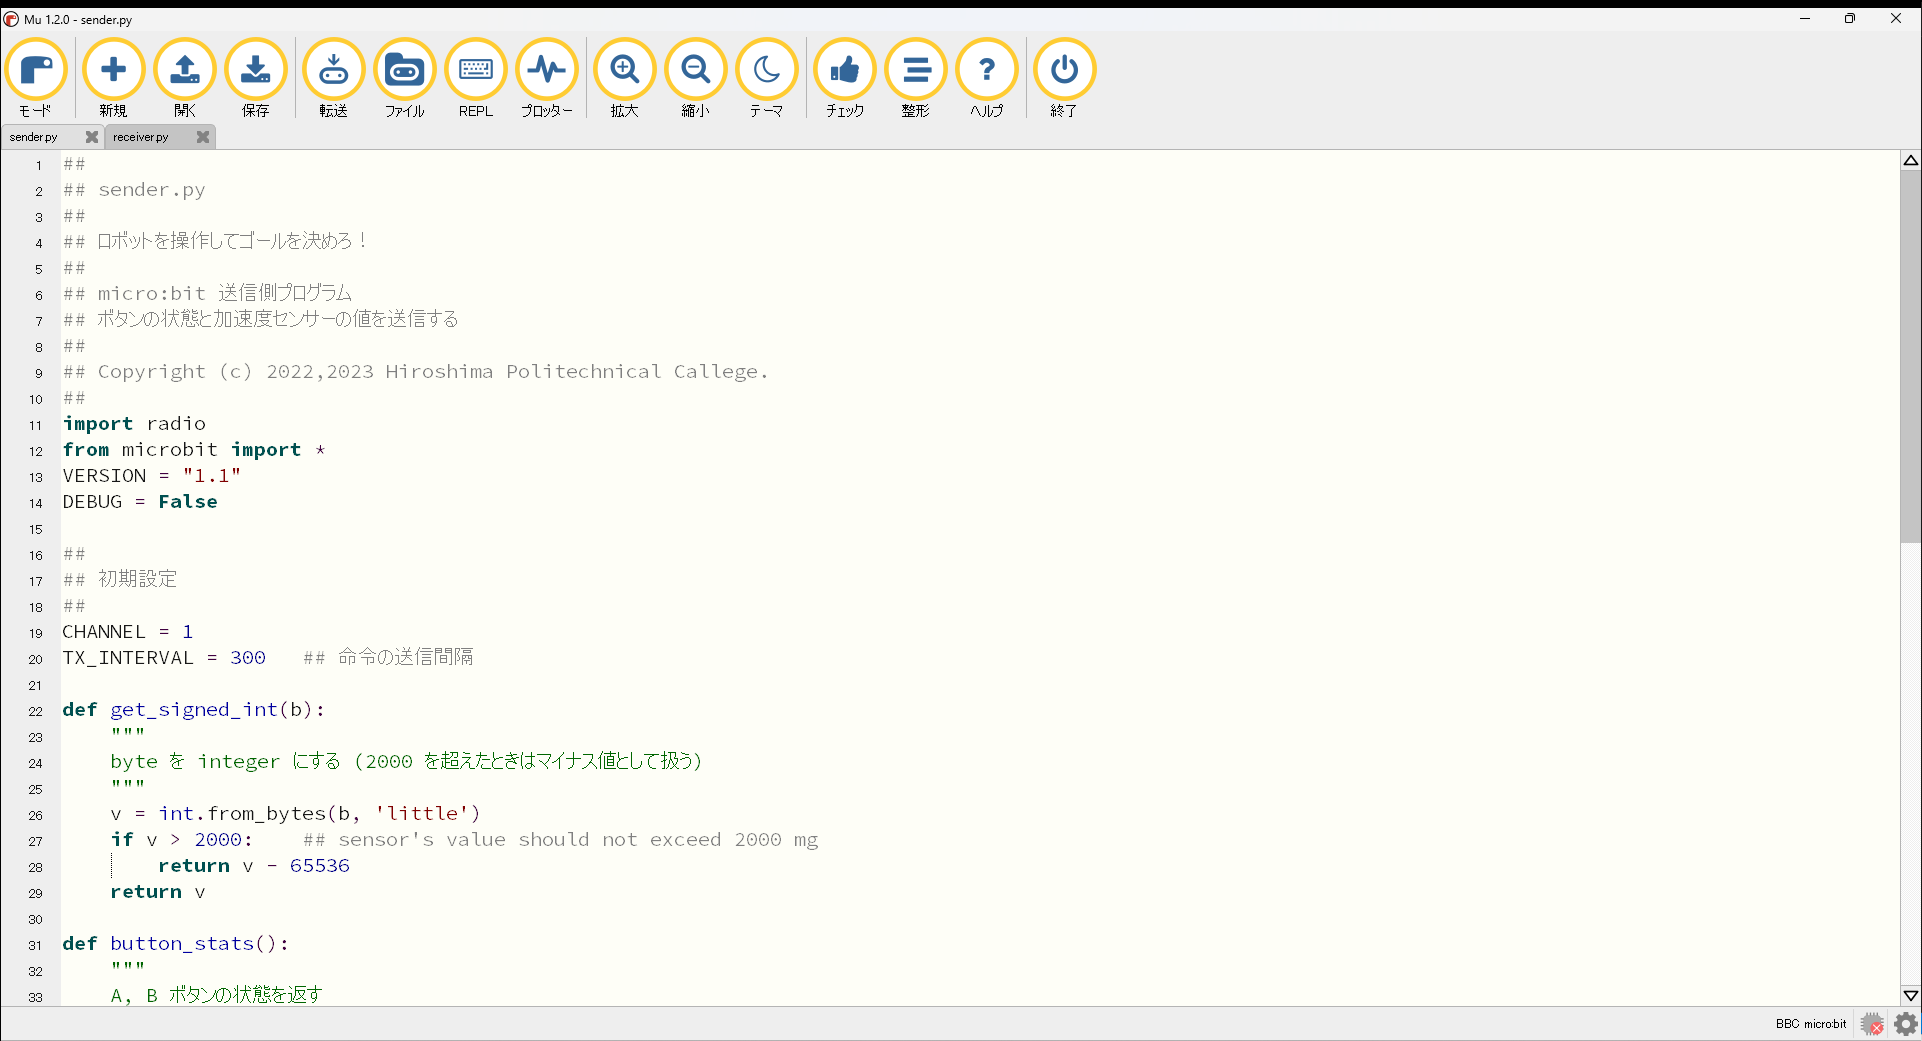 Mu 1.2.0 - sender.py
モード 新規 開く 保存 転送 ファイル REPL プロッター 拡大 縮小 テーマ チェック 整形 ヘルプ 終了
sender.py receiver.py
1 ##
2 ## sender.py
3 ##
4 ## ロボットを操作してゴールを決めろ！
5 ##
6 ## micro:bit 送信側プログラム
7 ## ボタンの状態と加速度センサーの値を送信する
8 ##
9 ## Copyright (c) 2022,2023 Hiroshima Politechnical Callege.
10 ##
11 import radio
12 from microbit import *
13 VERSION = "1.1"
14 DEBUG = False
15
16 ##
17 ## 初期設定
18 ##
19 CHANNEL = 1
20 TX_INTERVAL = 300   ## 命令の送信間隔
21
22 def get_signed_int(b):
23     """
24     byte を integer にする (2000 を超えたときはマイナス値として扱う)
25     """
26     v = int.from_bytes(b, 'little')
27     if v > 2000:    ## sensor's value should not exceed 2000 mg
28         return v - 65536
29     return v
30
31 def button_stats():
32     """
33     A, B ボタンの状態を返す
BBC micro:bit